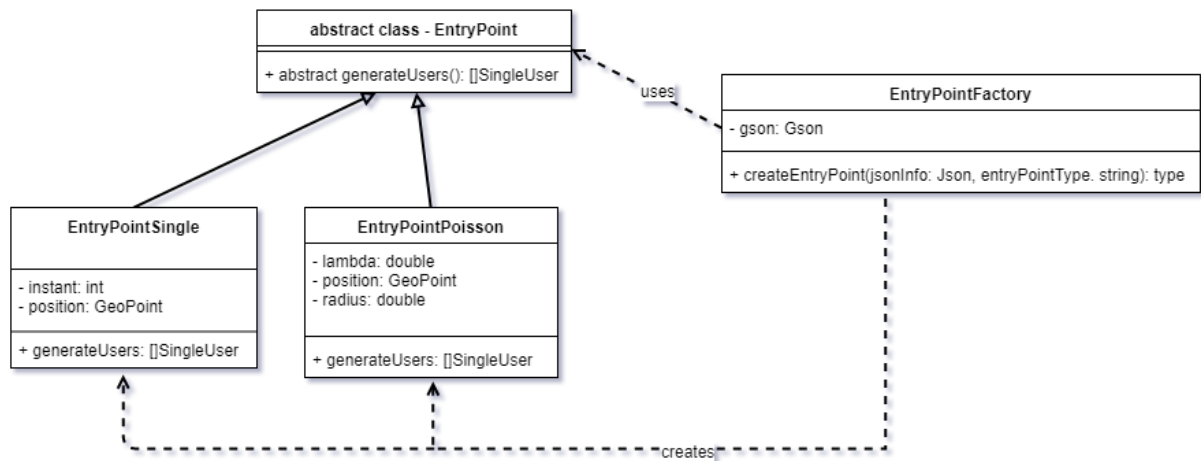 abstract class - EntryPoint
+ abstract generateUsers(): []SingleUser
uses
EntryPointFactory
- gson: Gson
+ createEntryPoint(jsonInfo: Json, entryPointType. string): type
EntryPointSingle
- instant: int
- position: GeoPoint
+ generateUsers: []SingleUser
EntryPointPoisson
- lambda: double
- position: GeoPoint
- radius: double
+ generateUsers: []SingleUser
creates